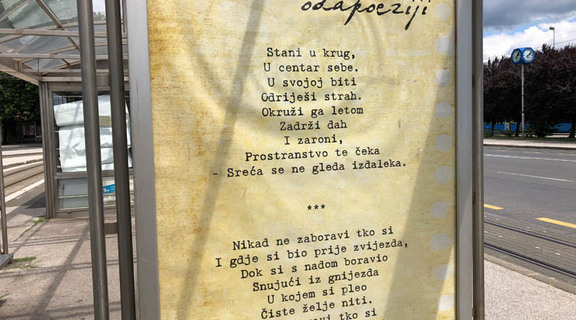 odapoeziji
Stani u krug,
U centar sebe.
U svojoj biti
Odriješi strah.
Okruži ga letom
Zadrži dah
I zaroni,
Prostranstvo te čeka
- Sreća se ne gleda izdaleka.
***
Nikad ne zaboravi tko si
I gdje si bio prije zvijezda,
Dok si s nadom boravio
Snujući iz gnijezda
U kojem si pleo
Čiste želje niti.
tko si